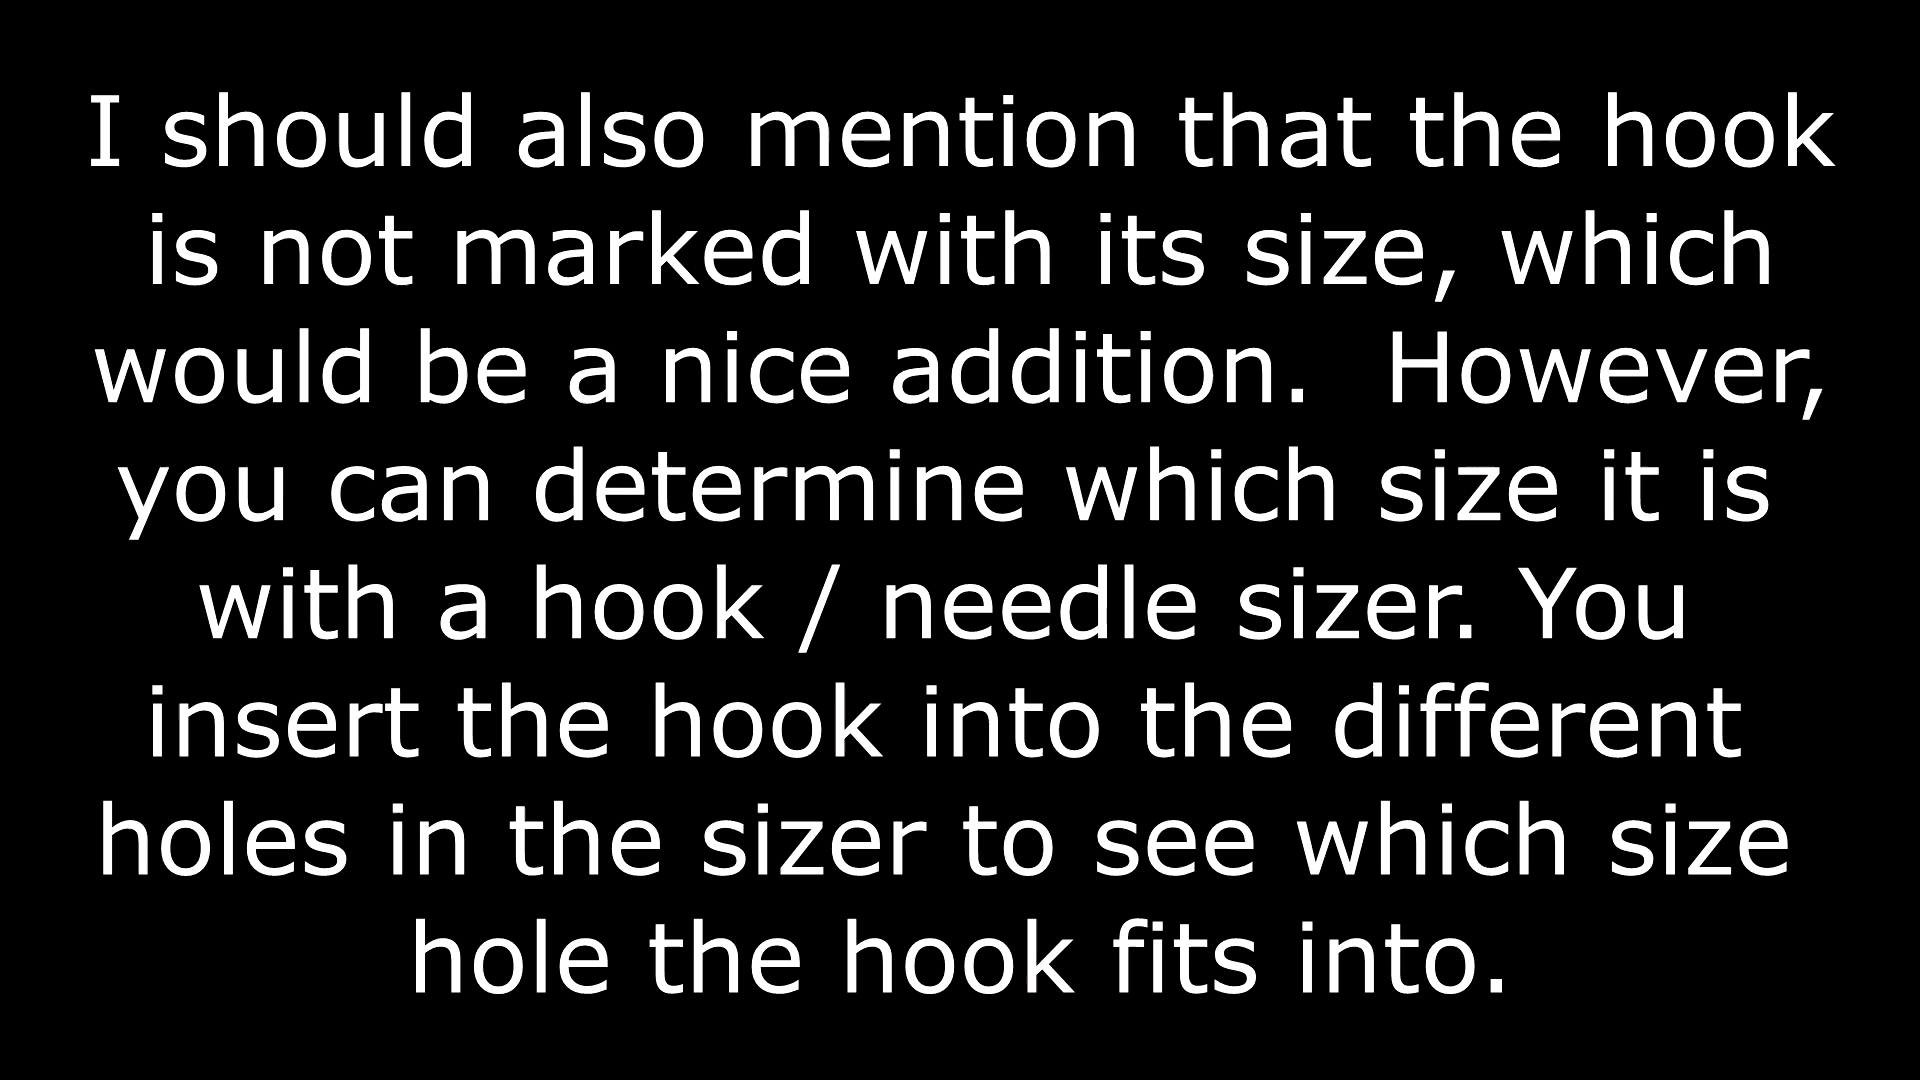 I should also mention that the hook
is not marked with its size, which
would be a nice addition.  However,
you can determine which size it is
with a hook / needle sizer. You
insert the hook into the different
holes in the sizer to see which size
hole the hook fits into.